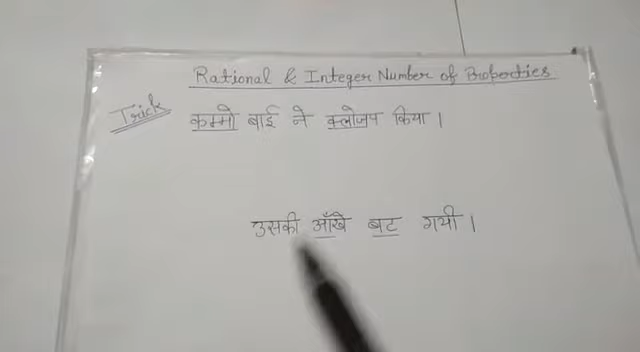 Rational & Integer Number of Properties
Trick
कम्मो बाई ने क्लोजप किया।
उसकी आँखे बट गयी।